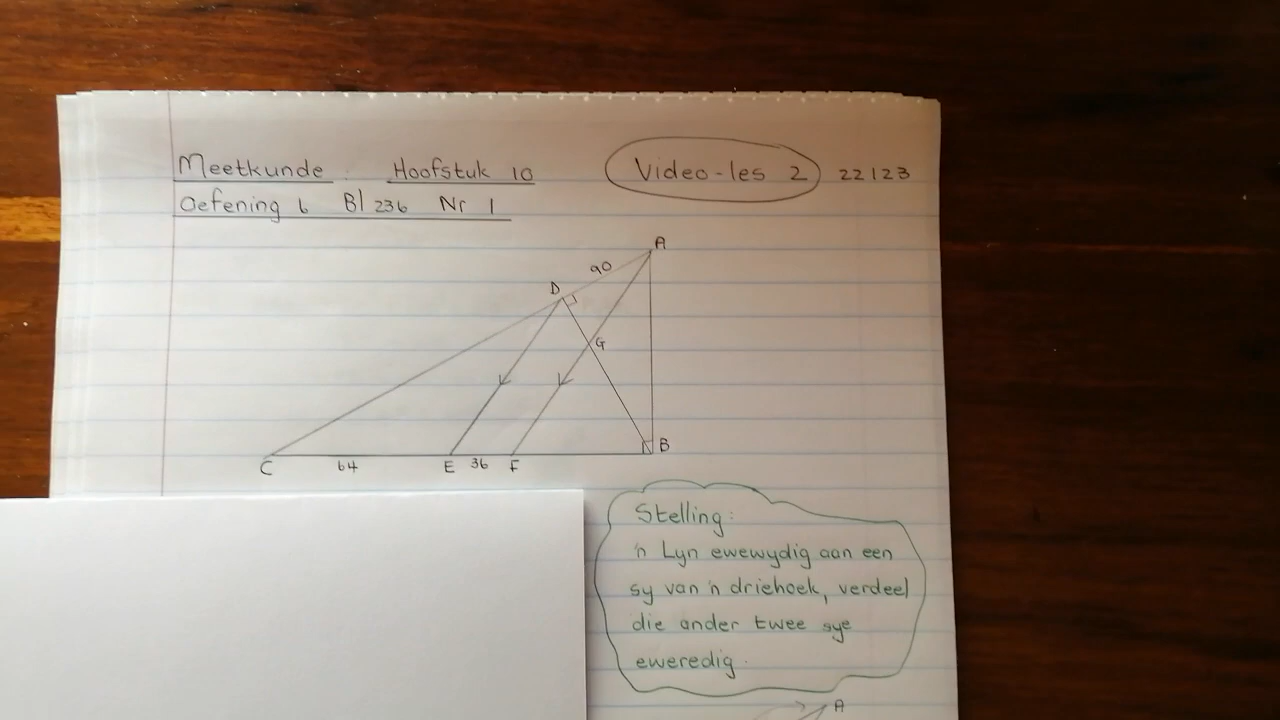 Meetkunde. Hoofstuk 10
Video-les 2
22123
Oefening 6 Bl 236 Nr 1
A
90
D
G
B
C
64
E
36
F
Stelling:
'n Lyn ewewydig aan een
sy van 'n driehoek, verdeel
die ander twee sye
eweredig.
A